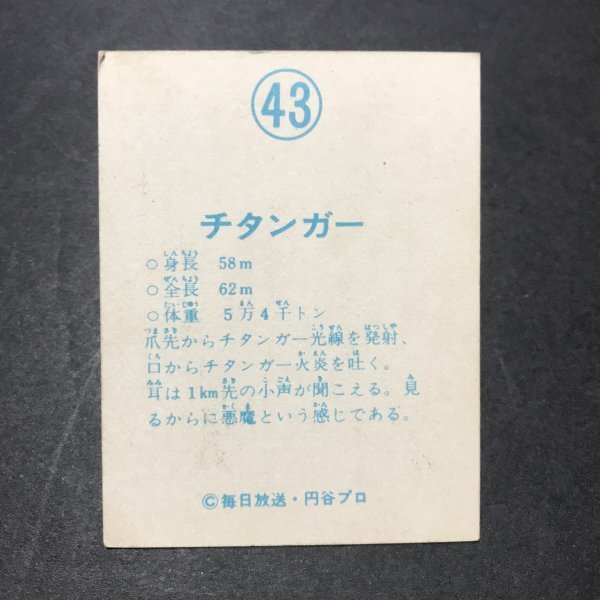 43
チタンガー
○身長 58m
○全長 62m
○体重 5万4千トン
爪先からチタンガー光線を発射、
口からチタンガー火炎を吐く。
耳は1km先の小声が聞こえる。見
るからに悪魔という感じである。
©毎日放送・円谷プロ